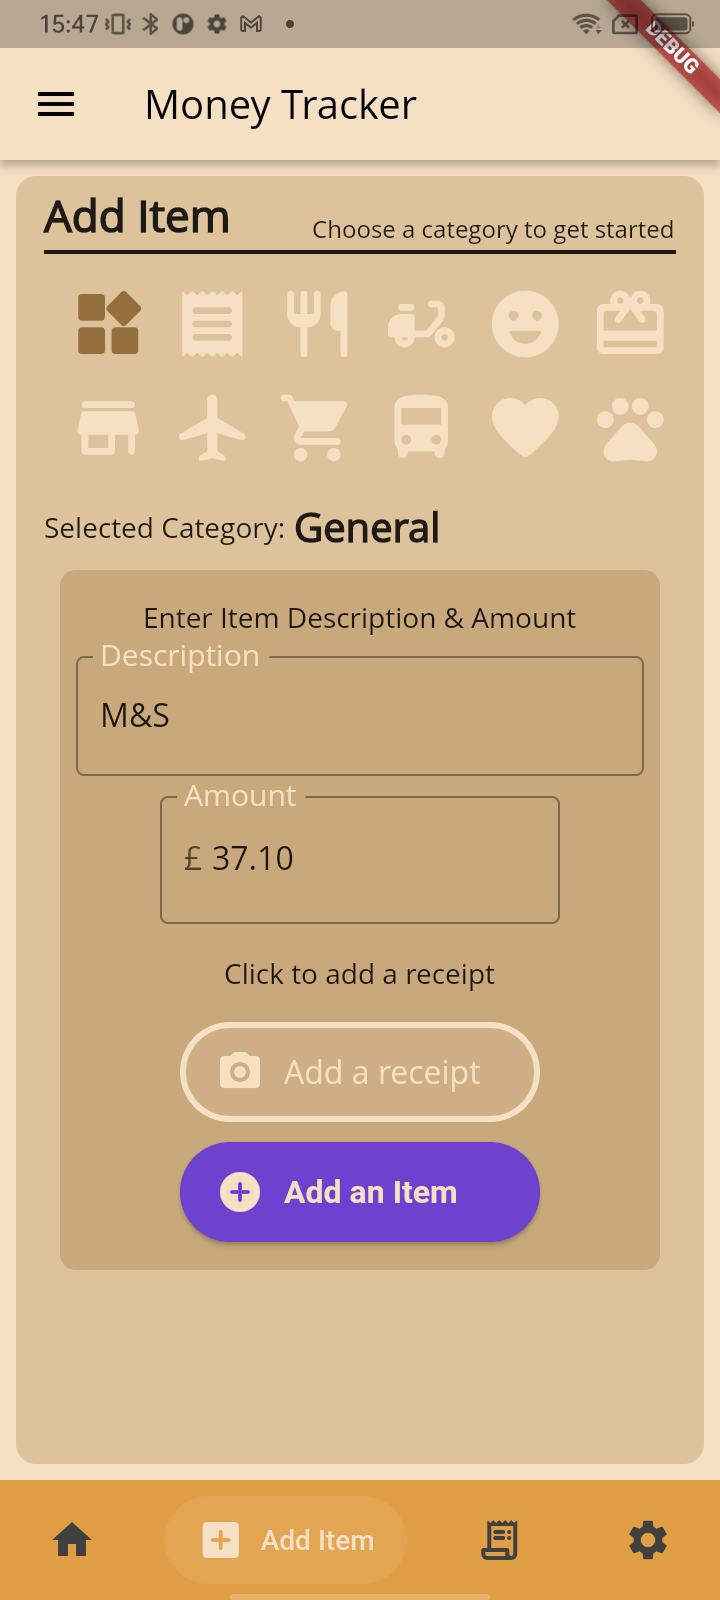 15:47
DEBUG
Money Tracker
Add Item
Choose a category to get started
Selected Category: General
Enter Item Description & Amount
Description
M&S
Amount
£ 37.10
Click to add a receipt
Add a receipt
Add an Item
Add Item